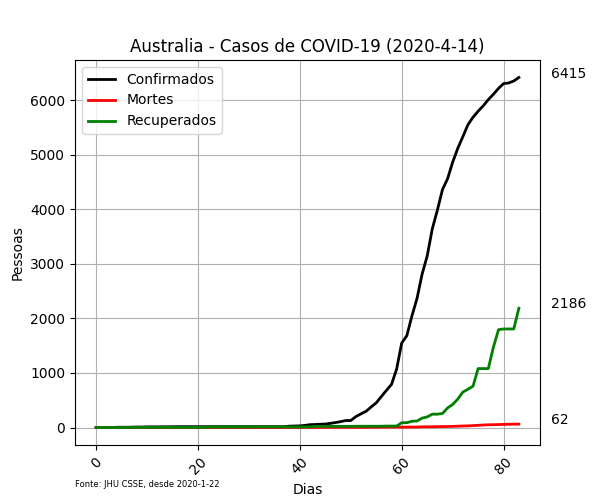 Australia - Casos de COVID-19 (2020-4-14)
Confirmados
Mortes
Recuperados
6415
2186
62
6000
5000
4000
3000
2000
1000
0
Pessoas
0
20
40
60
80
Dias
Fonte: JHU CSSE, desde 2020-1-22